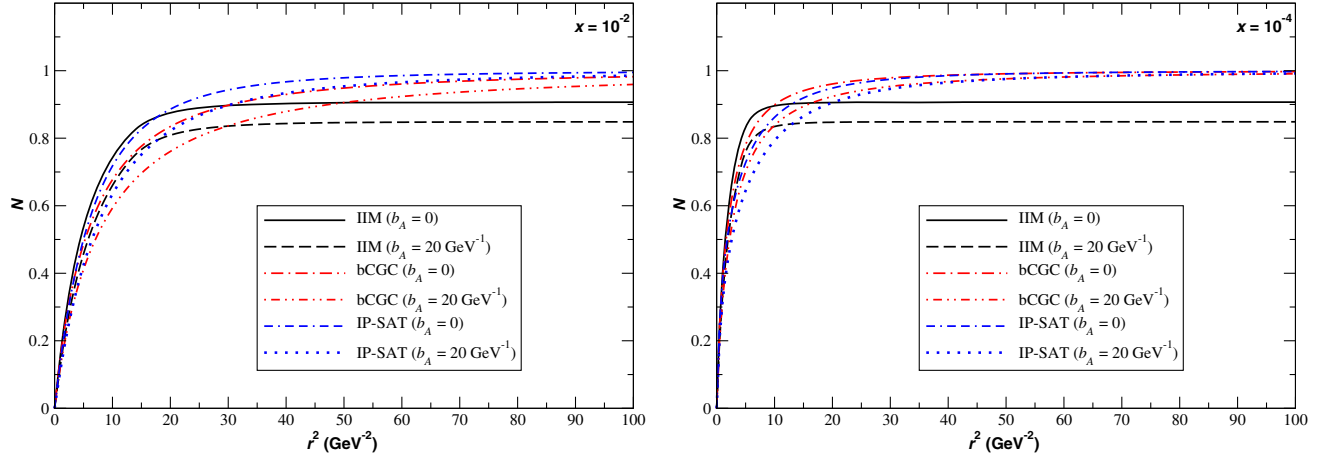 x = 10⁻²
N
1
0.8
0.6
0.4
0.2
0
IIM (b_A = 0)
IIM (b_A = 20 GeV⁻¹)
bCGC (b_A = 0)
bCGC (b_A = 20 GeV⁻¹)
IP-SAT (b_A = 0)
IP-SAT (b_A = 20 GeV⁻¹)
0 10 20 30 40 50 60 70 80 90 100
r² (GeV⁻²)
x = 10⁻⁴
N
1
0.8
0.6
0.4
0.2
0
IIM (b_A = 0)
IIM (b_A = 20 GeV⁻¹)
bCGC (b_A = 0)
bCGC (b_A = 20 GeV⁻¹)
IP-SAT (b_A = 0)
IP-SAT (b_A = 20 GeV⁻¹)
0 10 20 30 40 50 60 70 80 90 100
r² (GeV⁻²)